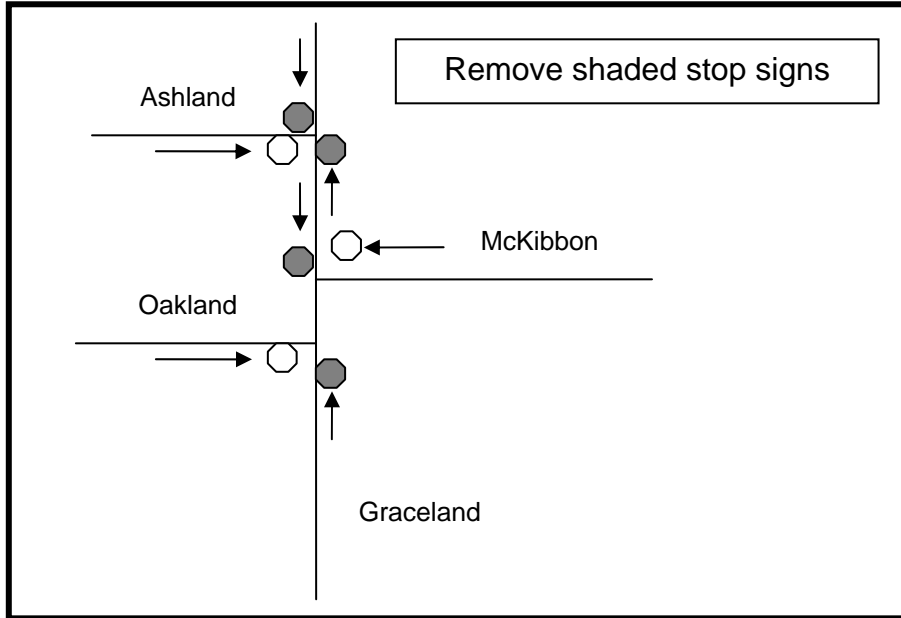 Remove shaded stop signs
Ashland
McKibbon
Oakland
Graceland